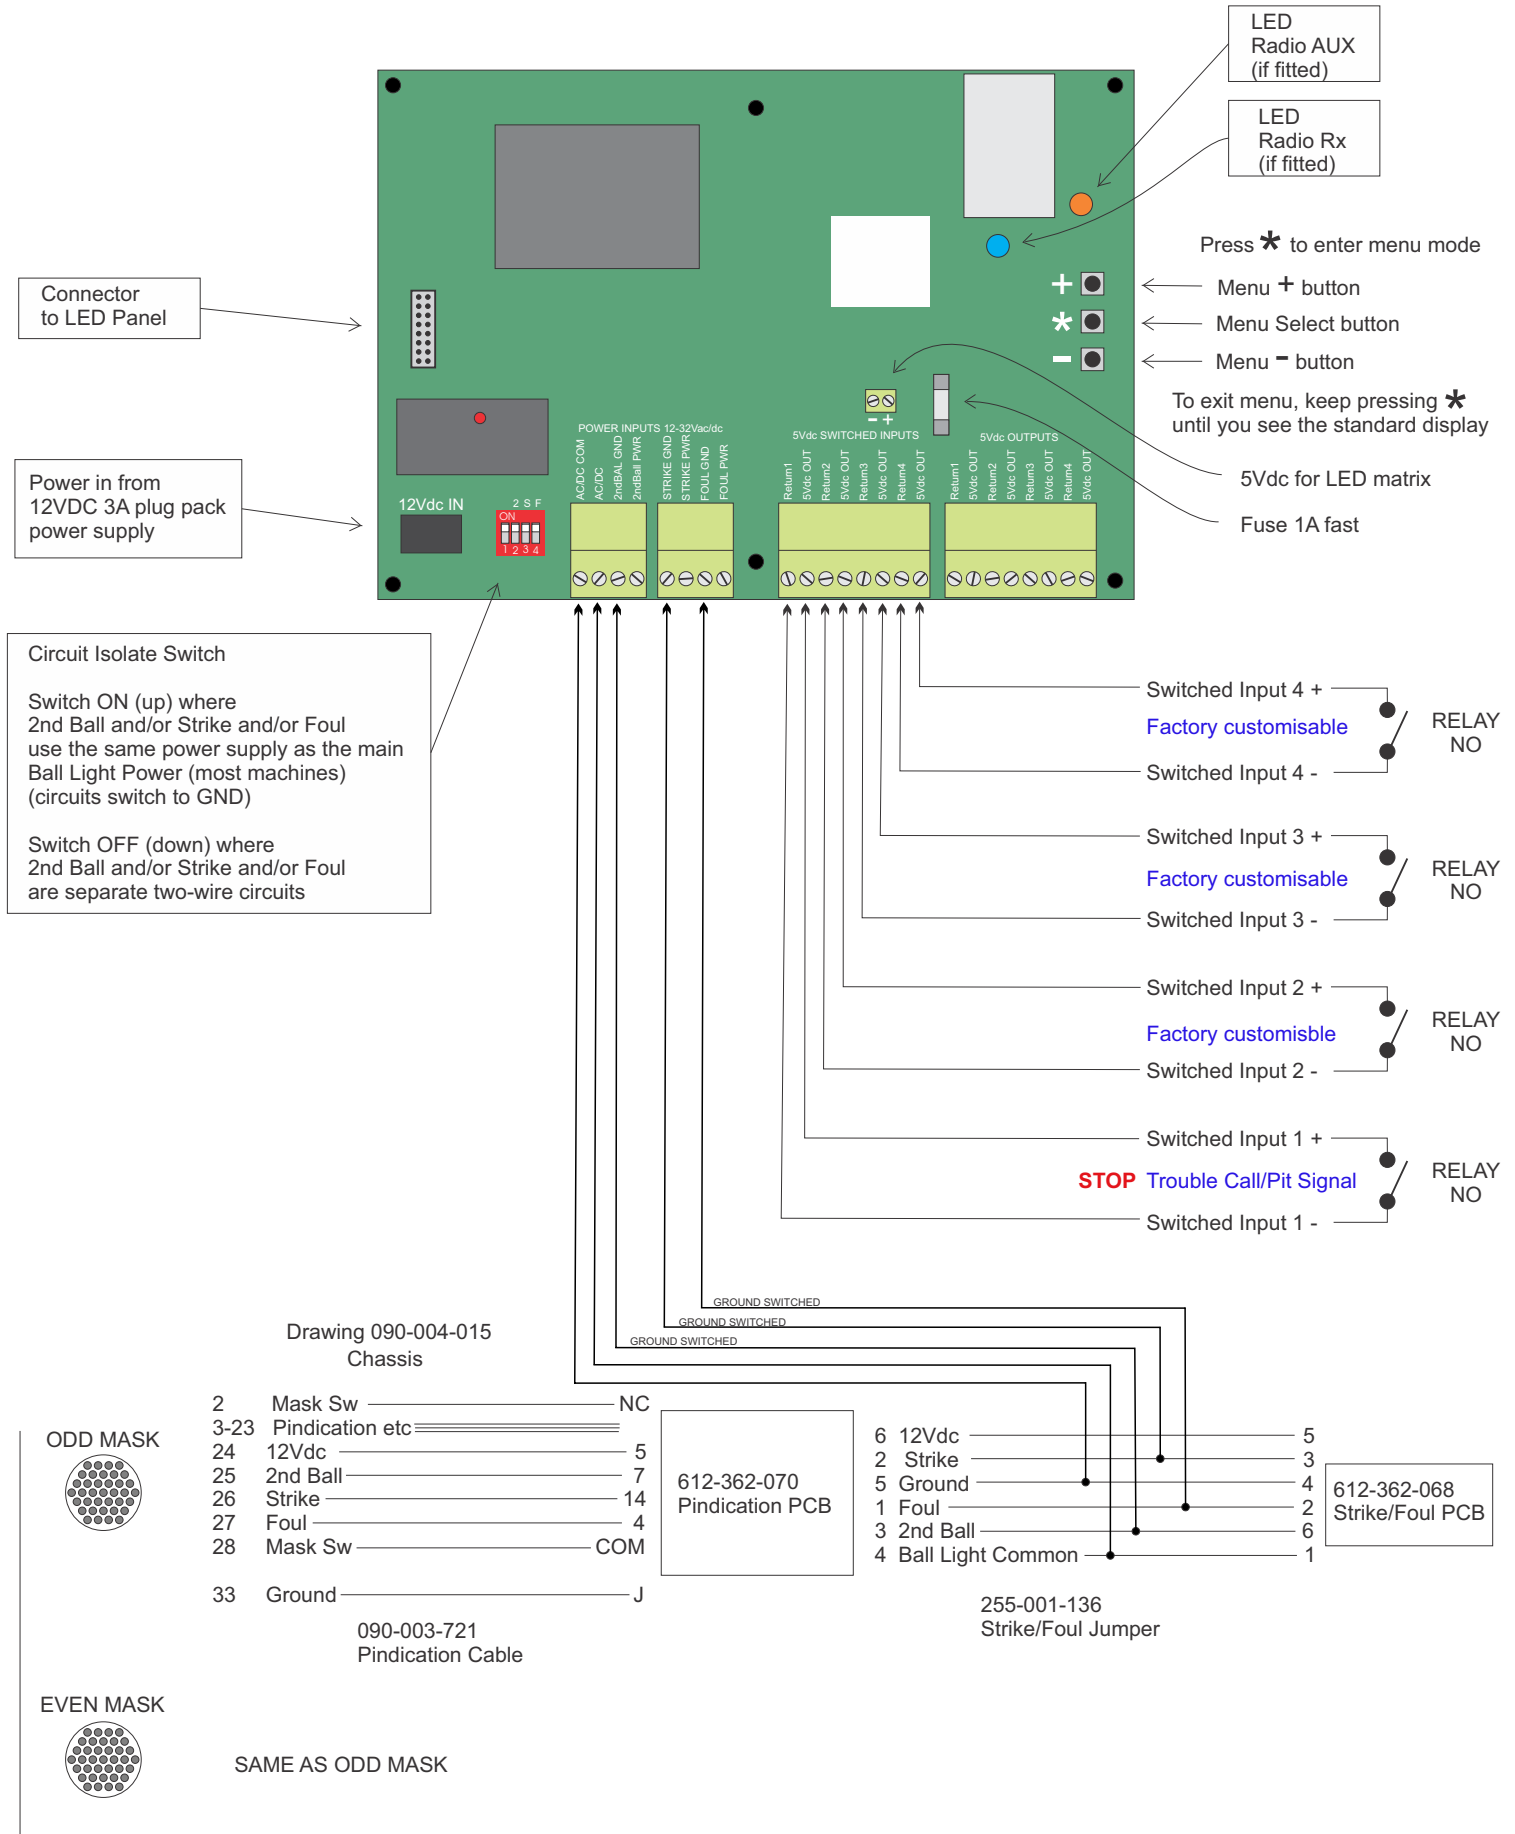 LED
Radio AUX
(if fitted)
LED
Radio Rx
(if fitted)
Press * to enter menu mode
+
Menu + button
*
Menu Select button
-
Menu - button
To exit menu, keep pressing *
until you see the standard display
Connector
to LED Panel
- +
5Vdc for LED matrix
Fuse 1A fast
Power in from
12VDC 3A plug pack
power supply
12Vdc IN
2 S F
ON
1 2 3 4
POWER INPUTS 12-32Vac/dc
AC/DC COM
AC/DC
2ndBAL GND
2ndBall PWR
STRIKE GND
STRIKE PWR
FOUL GND
FOUL PWR
5Vdc SWITCHED INPUTS
Return1
5Vdc OUT
Return2
5Vdc OUT
Return3
5Vdc OUT
Return4
5Vdc OUT
5Vdc OUTPUTS
Return1
5Vdc OUT
Return2
5Vdc OUT
Return3
5Vdc OUT
Return4
5Vdc OUT
Circuit Isolate Switch
Switch ON (up) where
2nd Ball and/or Strike and/or Foul
use the same power supply as the main
Ball Light Power (most machines)
(circuits switch to GND)
Switch OFF (down) where
2nd Ball and/or Strike and/or Foul
are separate two-wire circuits
Switched Input 4 +
Factory customisable
Switched Input 4 -
RELAY
NO
Switched Input 3 +
Factory customisable
Switched Input 3 -
RELAY
NO
Switched Input 2 +
Factory customisble
Switched Input 2 -
RELAY
NO
Switched Input 1 +
STOP Trouble Call/Pit Signal
Switched Input 1 -
RELAY
NO
GROUND SWITCHED
GROUND SWITCHED
GROUND SWITCHED
Drawing 090-004-015
Chassis
ODD MASK
2 Mask Sw NC
3-23 Pindication etc
24 12Vdc 5
25 2nd Ball 7
26 Strike 14
27 Foul 4
28 Mask Sw COM
33 Ground J
090-003-721
Pindication Cable
612-362-070
Pindication PCB
6 12Vdc 5
2 Strike 3
5 Ground 4
1 Foul 2
3 2nd Ball 6
4 Ball Light Common 1
612-362-068
Strike/Foul PCB
255-001-136
Strike/Foul Jumper
EVEN MASK
SAME AS ODD MASK